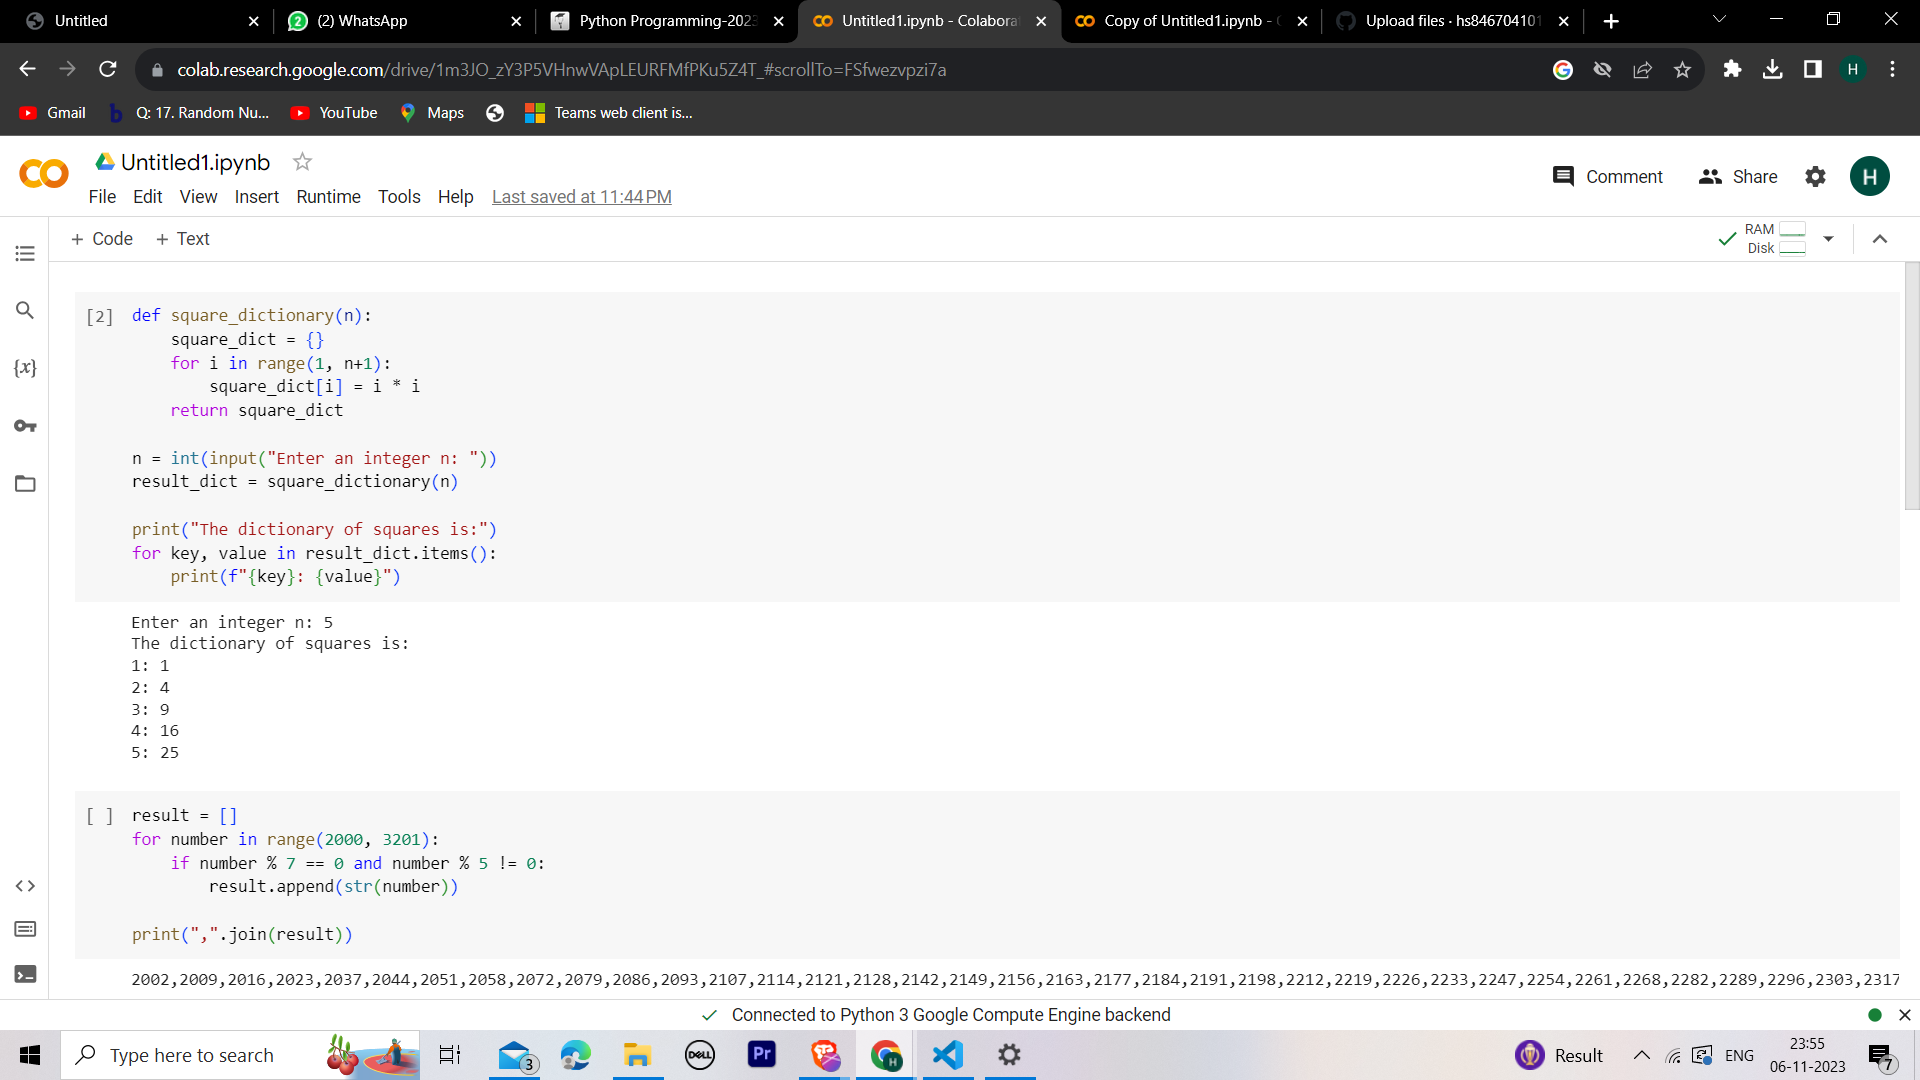 Untitled
(2) WhatsApp
Python Programming-2023
Untitled1.ipynb - Colabora
Copy of Untitled1.ipynb -
Upload files · hs846704101
colab.research.google.com/drive/1m3JO_zY3P5VHnwVApLEURFMfPKu5Z4T_#scrollTo=FSfwezvpzi7a
H
Gmail
Q: 17. Random Nu...
YouTube
Maps
Teams web client is...
Untitled1.ipynb
Comment
Share
H
File Edit View Insert Runtime Tools Help Last saved at 11:44 PM
+ Code + Text
RAM
Disk
{x}
[2] def square_dictionary(n):
square_dict = {}
for i in range(1, n+1):
square_dict[i] = i * i
return square_dict
n = int(input("Enter an integer n: "))
result_dict = square_dictionary(n)
print("The dictionary of squares is:")
for key, value in result_dict.items():
print(f"{key}: {value}")
Enter an integer n: 5
The dictionary of squares is:
1: 1
2: 4
3: 9
4: 16
5: 25
[ ] result = []
for number in range(2000, 3201):
if number % 7 == 0 and number % 5 != 0:
result.append(str(number))
print(",".join(result))
2002,2009,2016,2023,2037,2044,2051,2058,2072,2079,2086,2093,2107,2114,2121,2128,2142,2149,2156,2163,2177,2184,2191,2198,2212,2219,2226,2233,2247,2254,2261,2268,2282,2289,2296,2303,2317
Connected to Python 3 Google Compute Engine backend
Type here to search
3
DELL
Pr
H
Result
ENG
23:55
06-11-2023
7